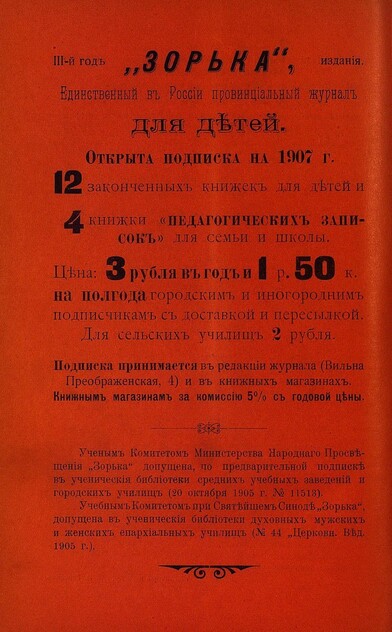 III-й годъ „ЗОРЬКА“, изданія.
Единственный въ Россіи провинціальный журналъ
для дѣтей.
Открыта подписка на 1907 г.
12 законченныхъ книжекъ для дѣтей и
4 книжки «ПЕДАГОГИЧЕСКИХЪ ЗАПИ-
СОКЪ» для семьи и школы.
Цѣна: 3 рубля въ годъ и 1 р. 50 к.
на полгода городскимъ и иногороднимъ
подписчикамъ съ доставкой и пересылкой.
Для сельскихъ училищъ 2 рубля.
Подписка принимается въ редакціи журнала (Вильна
Преображенская, 4) и въ книжныхъ магазинахъ.
Книжнымъ магазинамъ за комиссію 5% съ годовой цѣны.
Ученымъ Комитетомъ Министерства Народнаго Просвѣ-
щенія „Зорька“ допущена, по предварительной подпискѣ
въ ученическія библіотеки среднихъ учебныхъ заведеній и
городскихъ училищъ (20 октября 1905 г. № 11513).
Учебнымъ Комитетомъ при Святѣйшемъ Синодѣ „Зорька“,
допущена въ ученическія библіотеки духовныхъ мужскихъ
и женскихъ епархіальныхъ училищъ (№ 44 „Церковн. Вѣд.
1905 г.).